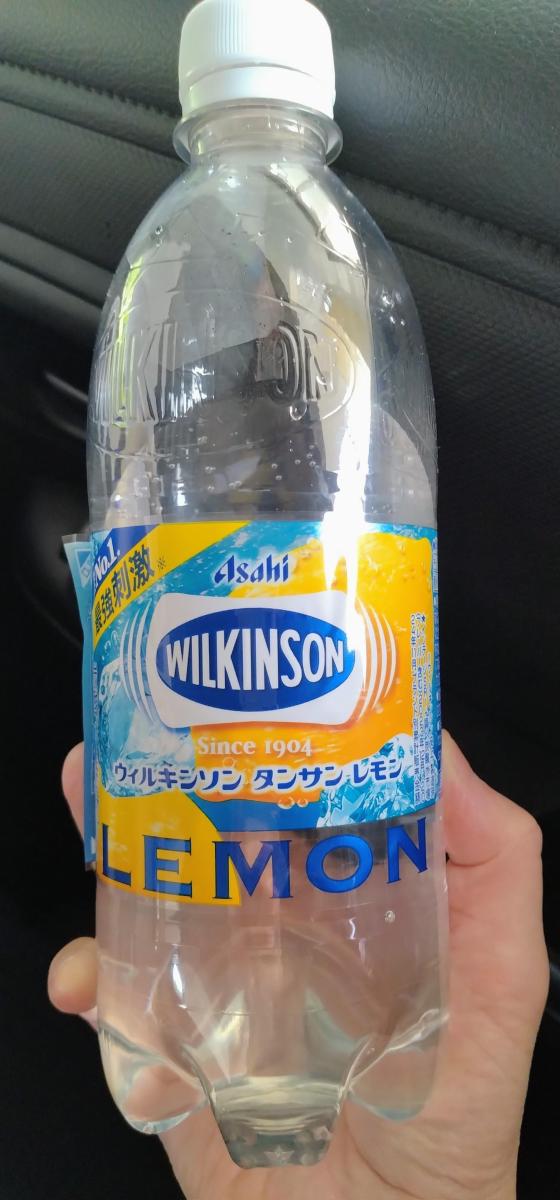 WILKINSON
No.1
最強刺激※
Asahi
WILKINSON
Since 1904
ウィルキンソン タンサン レモン
LEMON